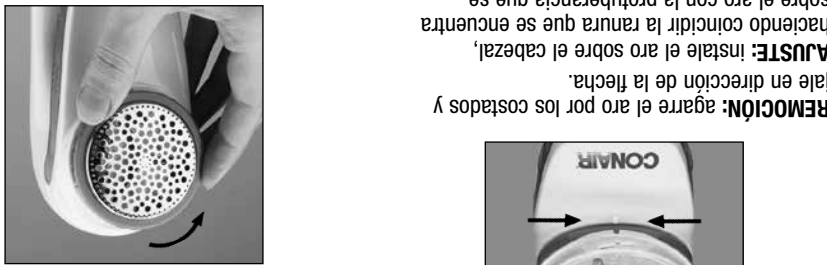 CONAIR
REMOCIÓN: agarre el aro por los costados y
jale en dirección de la flecha.
AJUSTE: instale el aro sobre el cabezal,
haciendo coincidir la ranura que se encuentra
sobre el aro con la protuberancia que se